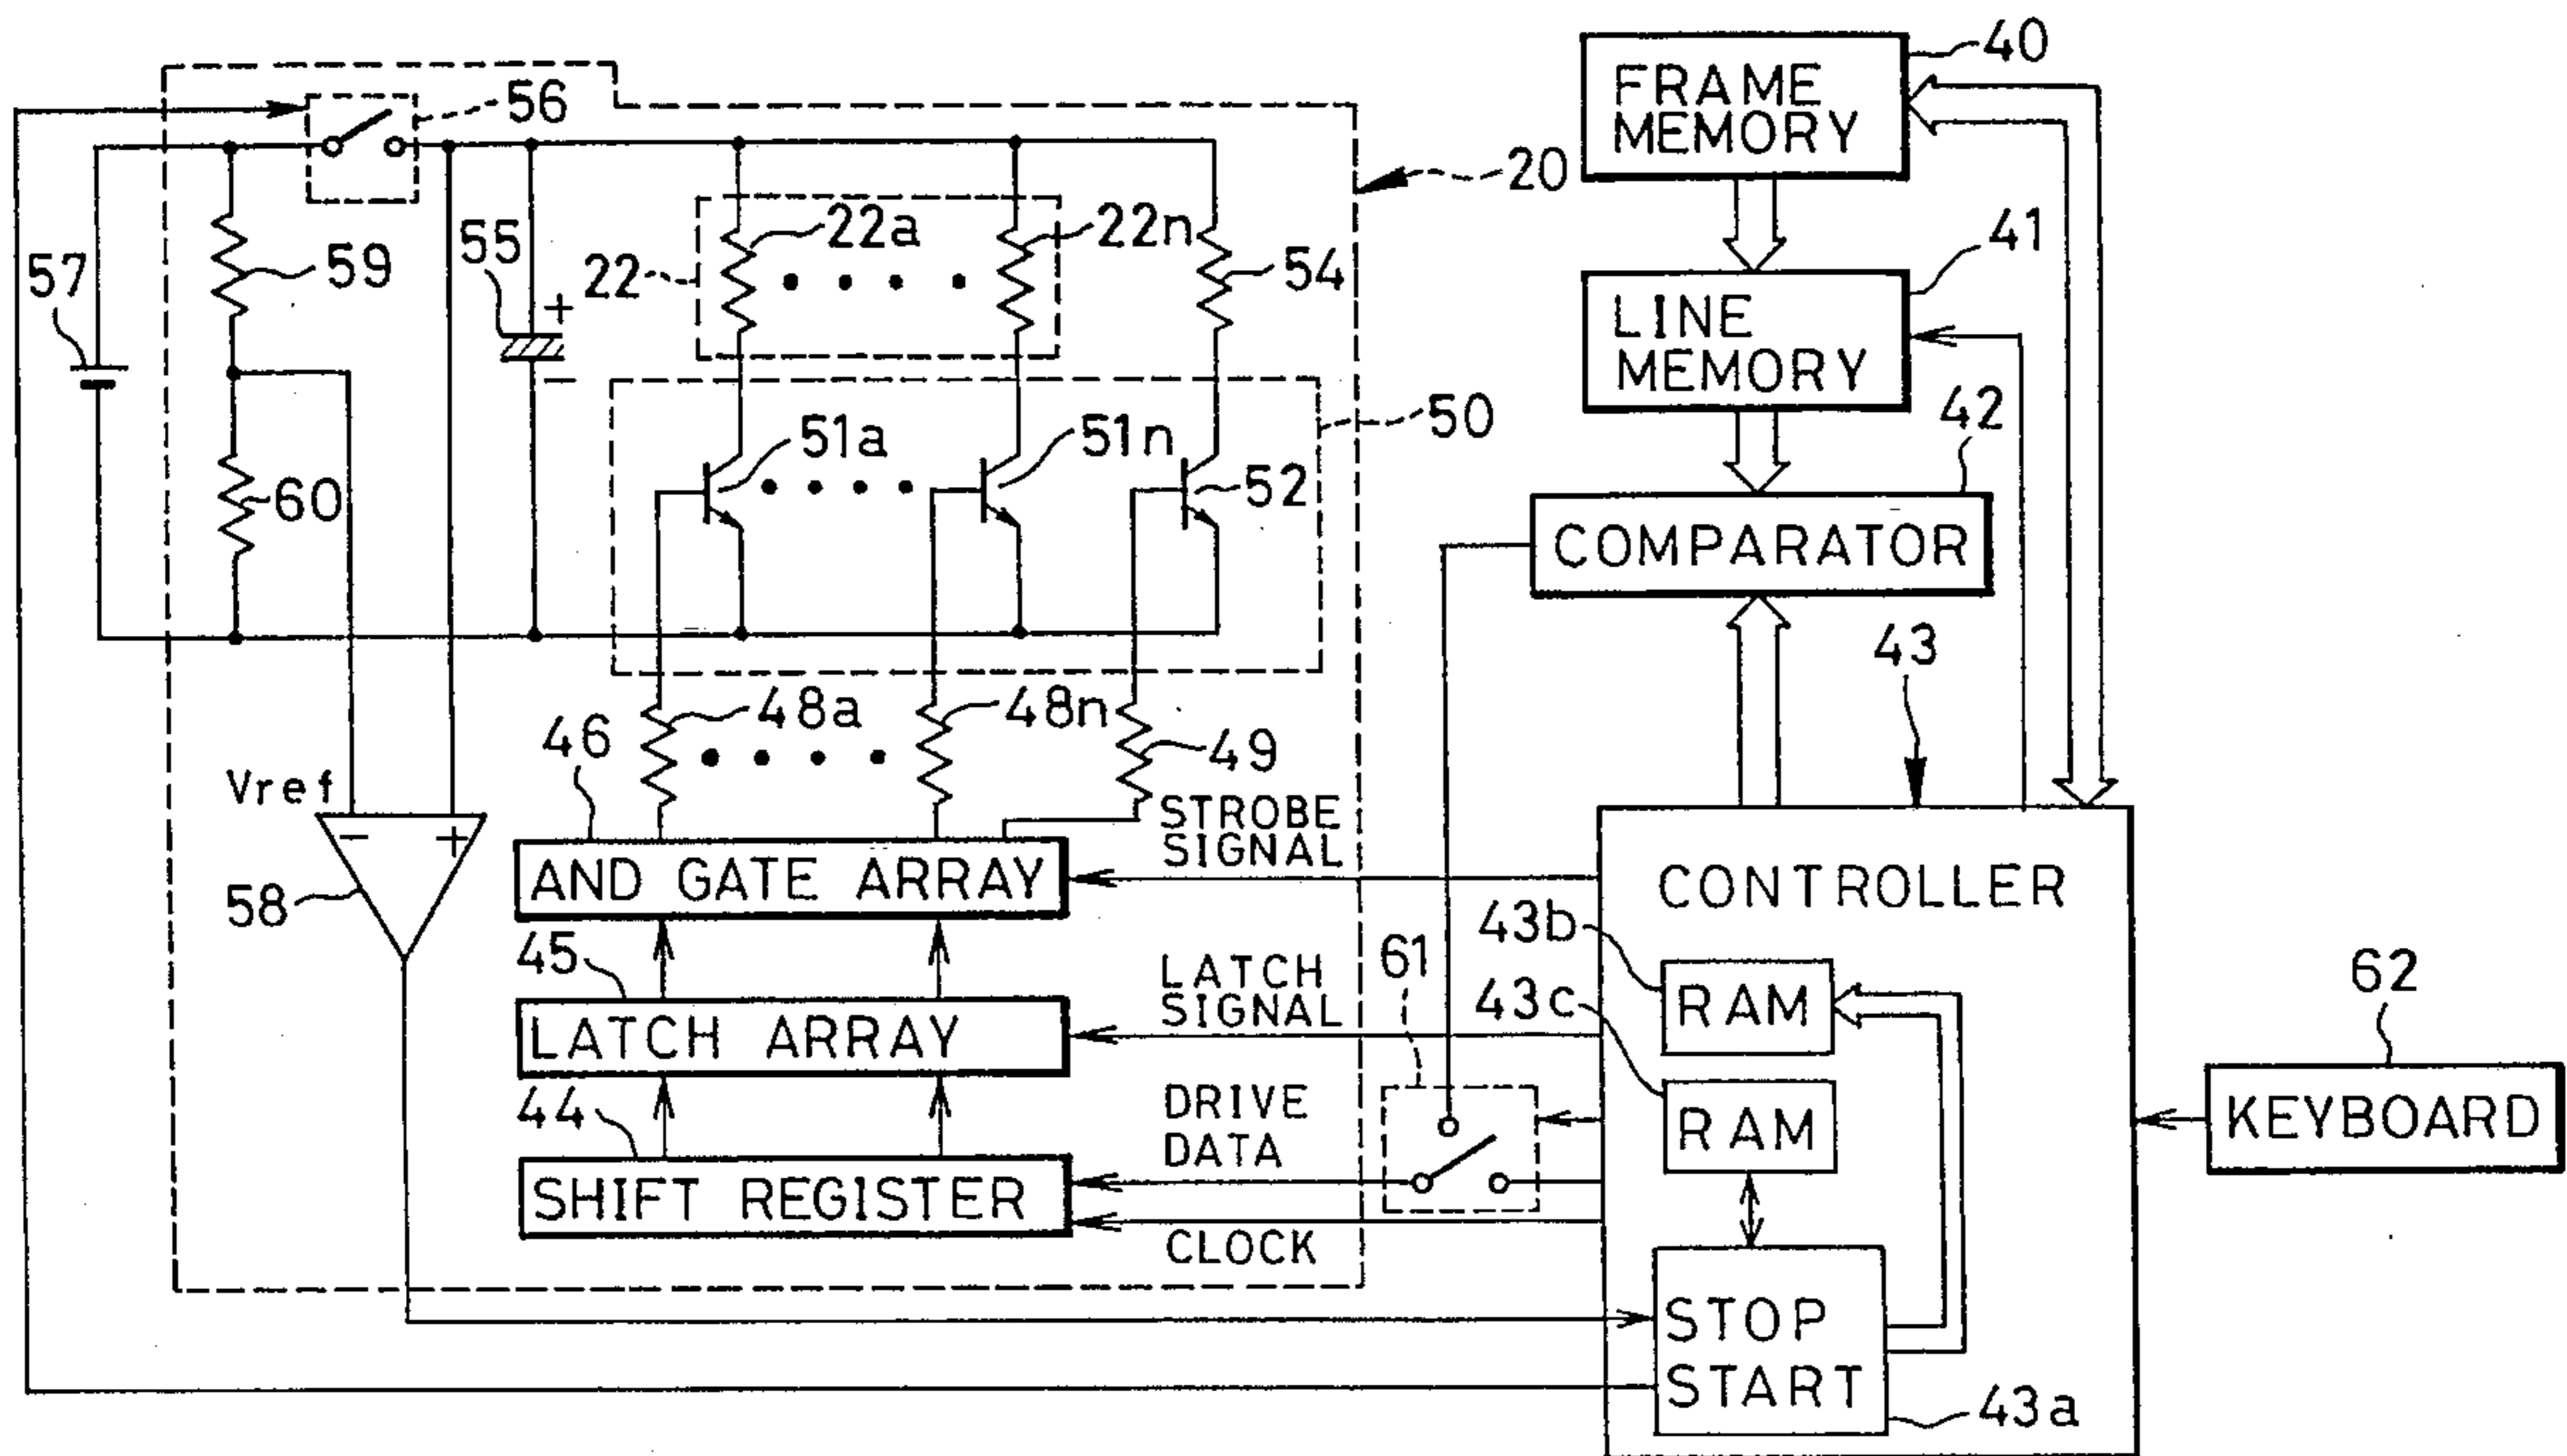 40
FRAME
MEMORY
56
20
41
LINE
MEMORY
22a
22n
55
59
57
22
54
+
42
50
51a
51n
52
60
COMPARATOR
43
48a
48n
46
49
Vref
STROBE
SIGNAL
- +
58
AND GATE ARRAY
CONTROLLER
43b
45
LATCH
SIGNAL
61
62
RAM
43c
LATCH ARRAY
44
DRIVE
DATA
RAM
KEYBOARD
SHIFT REGISTER
CLOCK
STOP
START
43a